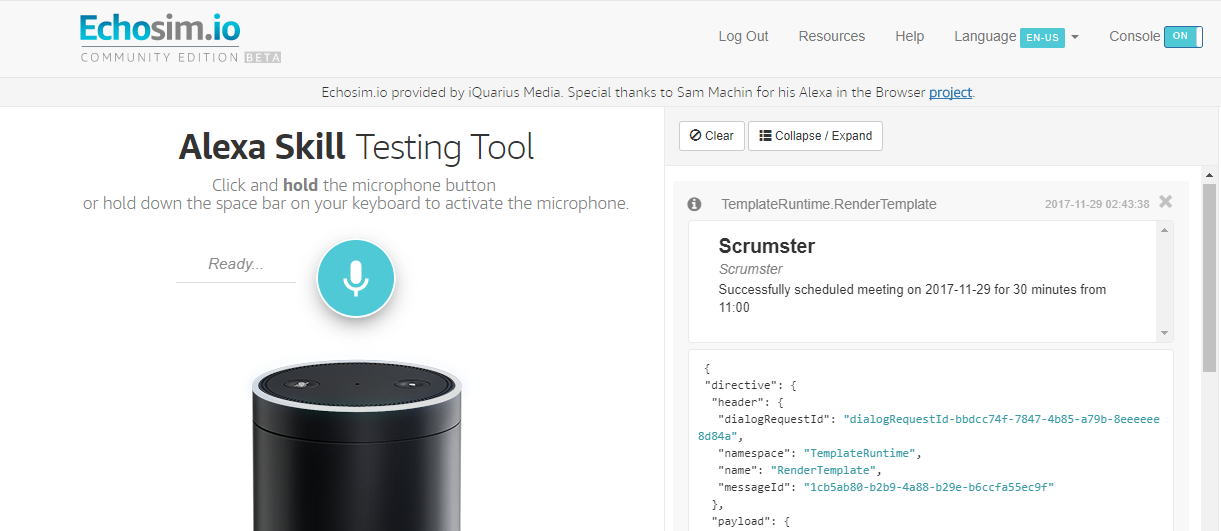 Echosim.io
COMMUNITY EDITION BETA
Log Out
Resources
Help
Language EN-US
Console ON
Echosim.io provided by iQuarius Media. Special thanks to Sam Machin for his Alexa in the Browser project.
Alexa Skill Testing Tool
Click and hold the microphone button
or hold down the space bar on your keyboard to activate the microphone.
Ready...
Clear
Collapse / Expand
TemplateRuntime.RenderTemplate
2017-11-29 02:43:38
Scrumster
Scrumster
Successfully scheduled meeting on 2017-11-29 for 30 minutes from
11:00
{
"directive": {
"header": {
"dialogRequestId": "dialogRequestId-bbdcc74f-7847-4b85-a79b-8eeeeee
8d84a",
"namespace": "TemplateRuntime",
"name": "RenderTemplate",
"messageId": "1cb5ab80-b2b9-4a88-b29e-b6ccfa55ec9f"
},
"payload": {